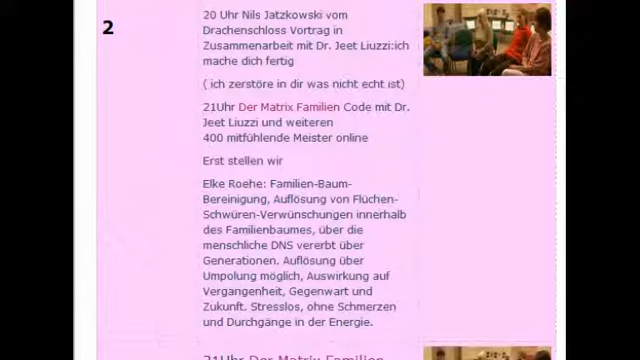 2
20 Uhr Nils Jatzkowski vom
Drachenschloss Vortrag in
Zusammenarbeit mit Dr. Jeet Liuzzi:ich
mache dich fertig
( ich zerstöre in dir was nicht echt ist)
21Uhr Der Matrix Familien Code mit Dr.
Jeet Liuzzi und weiteren
400 mitfühlende Meister online
Erst stellen wir
Elke Roehe: Familien-Baum-
Bereinigung, Auflösung von Flüchen-
Schwüren-Verwünschungen innerhalb
des Familienbaumes, über die
menschliche DNS vererbt über
Generationen. Auflösung über
Umpolung möglich, Auswirkung auf
Vergangenheit, Gegenwart und
Zukunft. Stresslos, ohne Schmerzen
und Durchgänge in der Energie.
21Uhr Der Matrix Familien